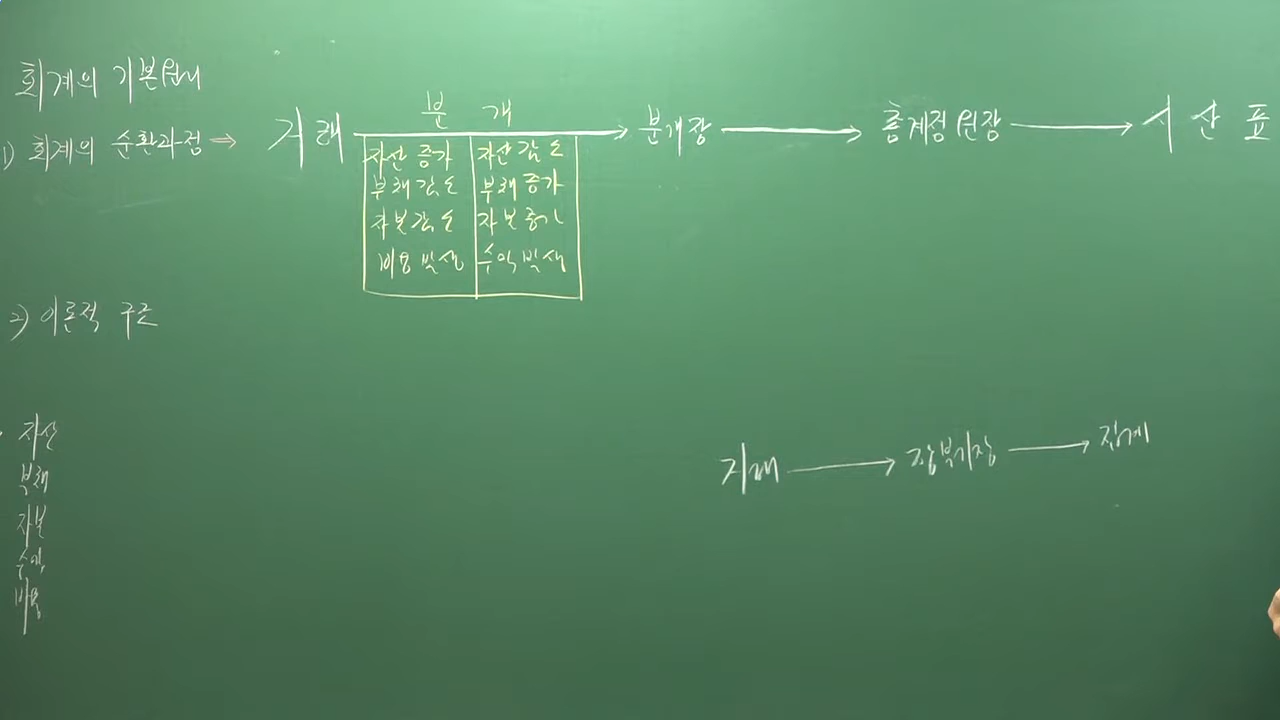 회계의 기본원리
1) 회계의 순환과정 ⇒ 거래 분개 → 분개장 → 총계정원장 → 시산표
자산증가 자산감소
부채감소 부채증가
자본감소 자본증가
비용발생 수익발생
2) 이론적 구조
자산
부채
자본
수익
비용
거래 → 장부기장 → 집계